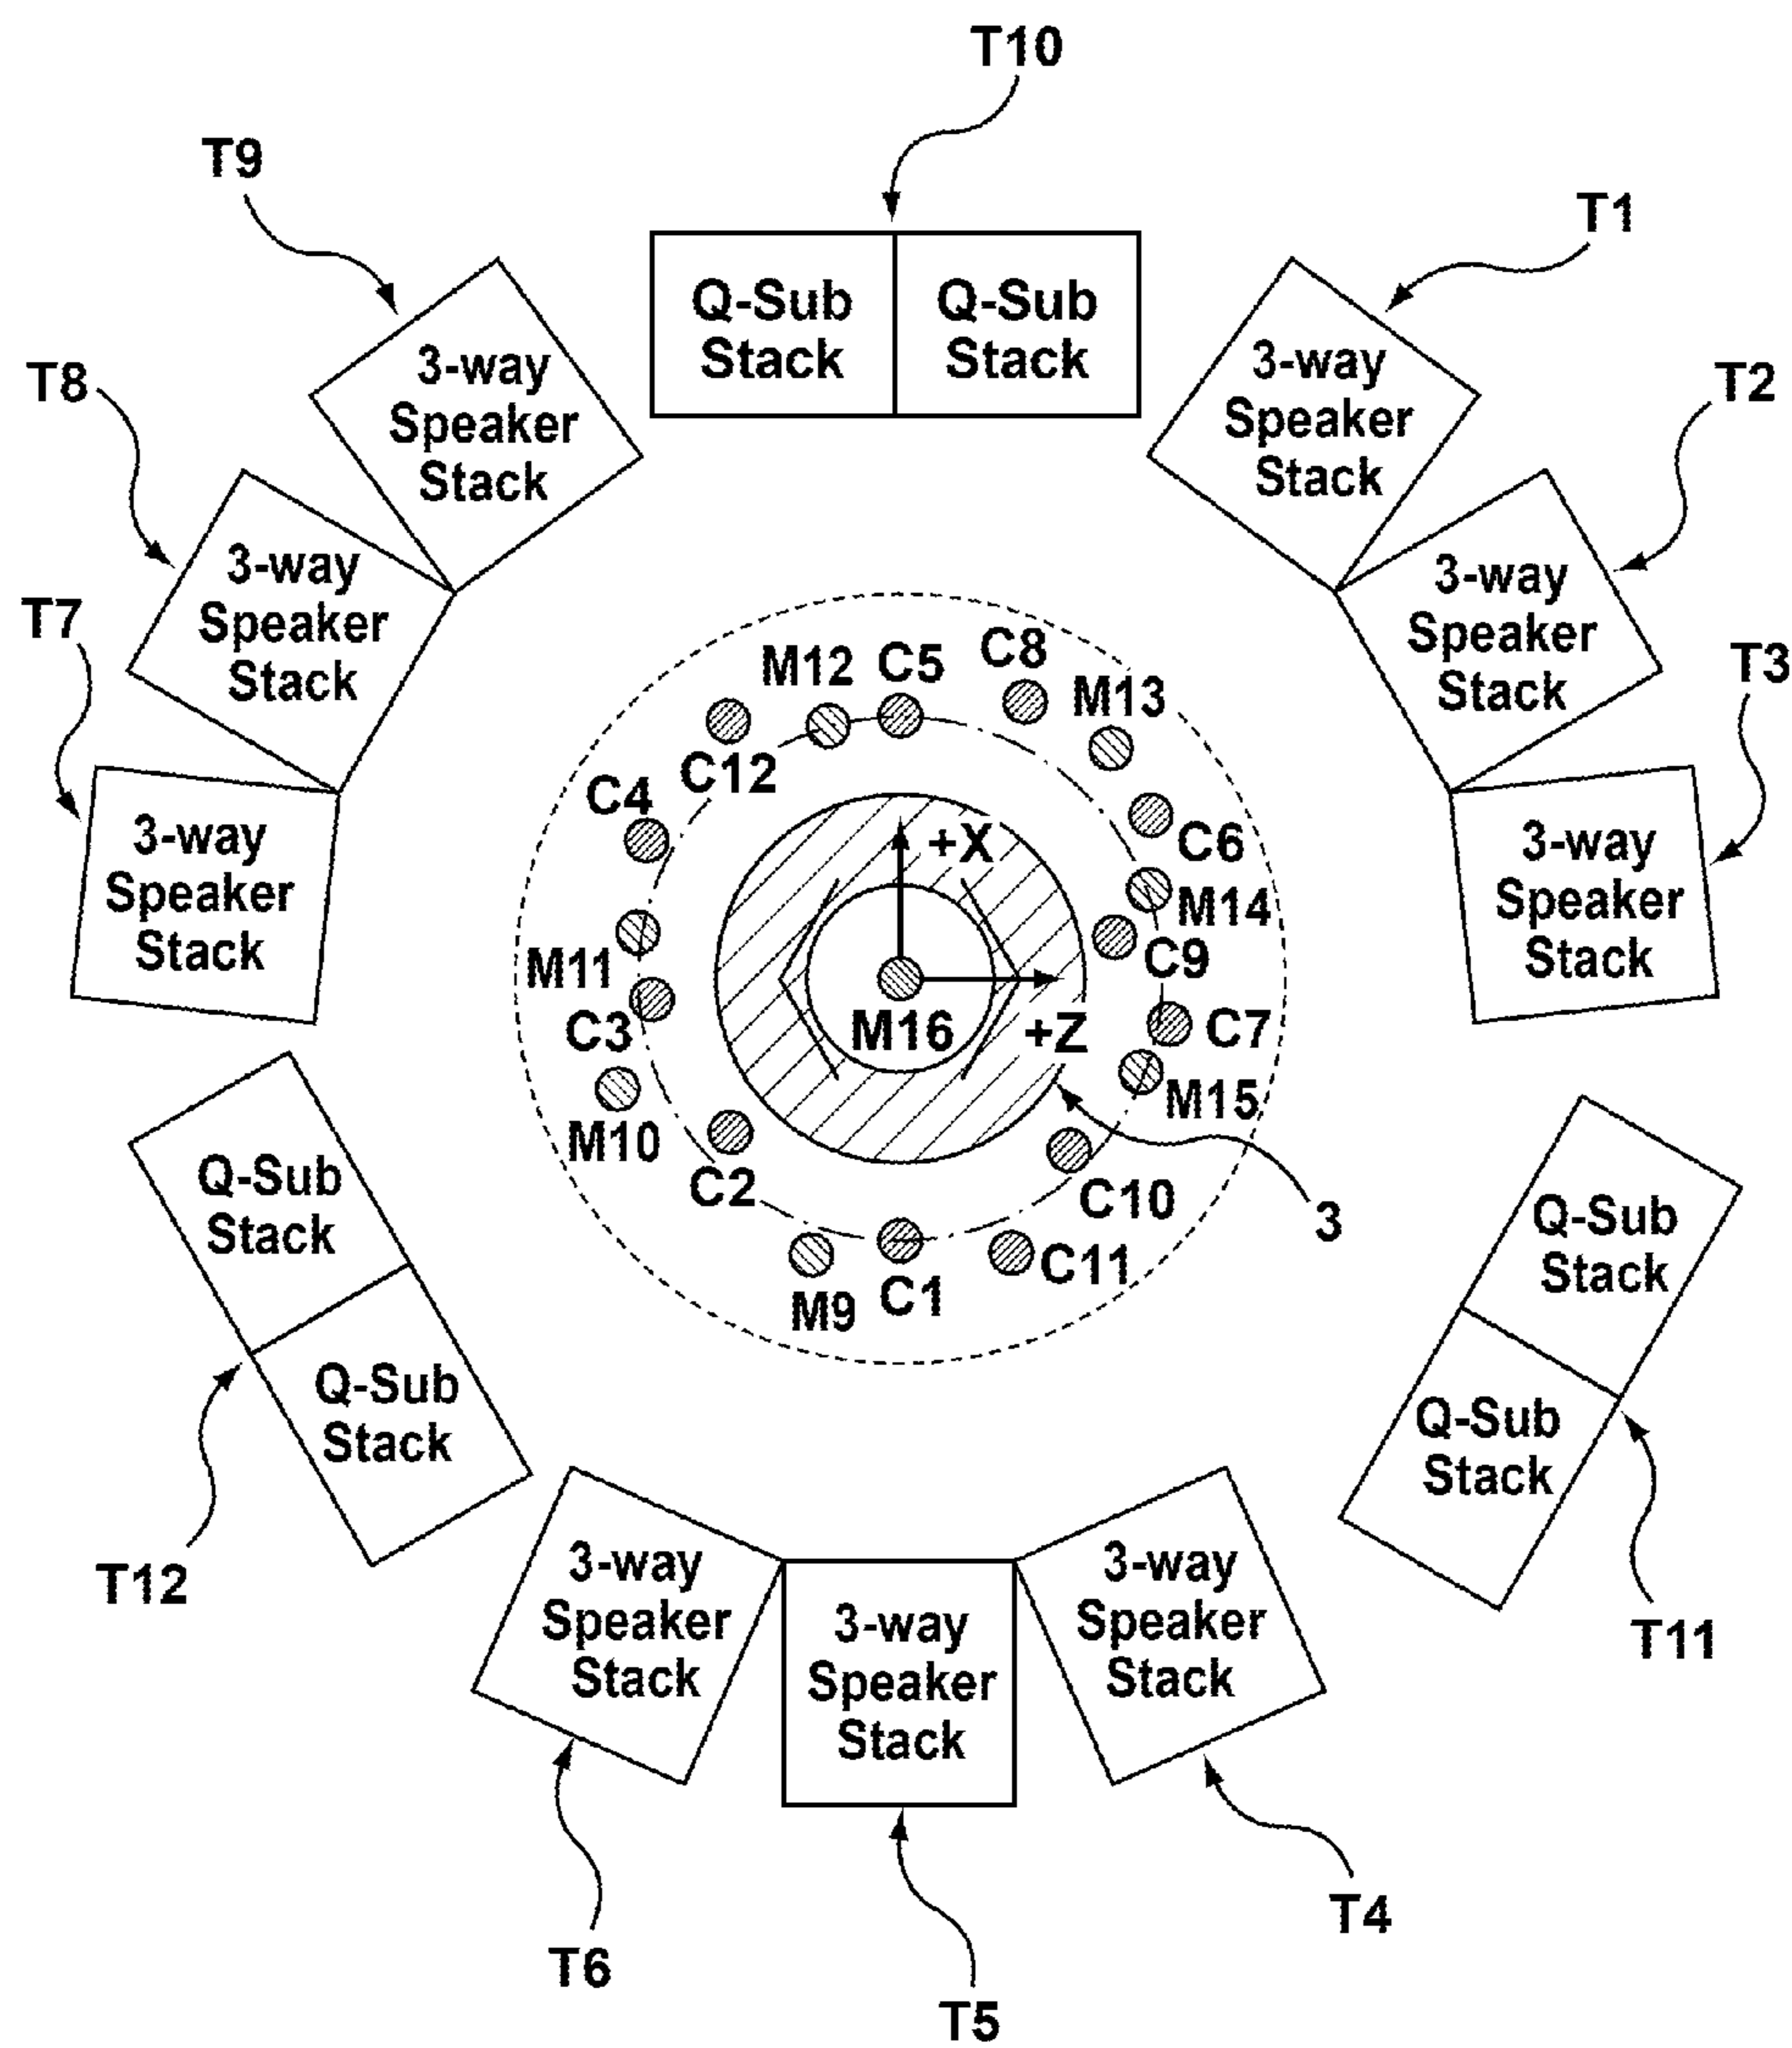 T10
T9
T1
Q-Sub
Stack
Q-Sub
Stack
3-way
Speaker
Stack
3-way
Speaker
Stack
T8
T2
3-way
Speaker
Stack
3-way
Speaker
Stack
T7
T3
M12
C5
C8
M13
C12
C4
C6
3-way
Speaker
Stack
3-way
Speaker
Stack
+X
M14
M11
C9
C3
M16
+Z
C7
M15
M10
C2
C10
3
Q-Sub
Stack
Q-Sub
Stack
M9
C1
C11
Q-Sub
Stack
Q-Sub
Stack
T12
T11
3-way
Speaker
Stack
3-way
Speaker
Stack
3-way
Speaker
Stack
T6
T5
T4